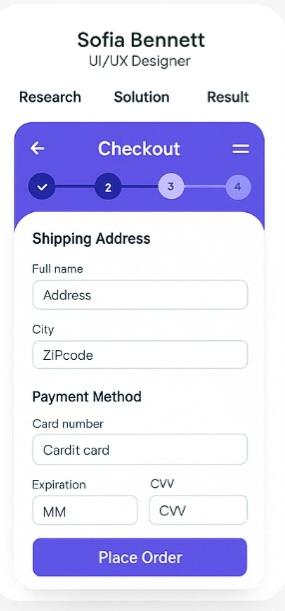 Sofia Bennett
UI/UX Designer
Research Solution Result
Checkout
2 3 4
Shipping Address
Full name
Address
City
ZiPcode
Payment Method
Card number
Cardit card
Expiration CVV
MM CVV
Place Order